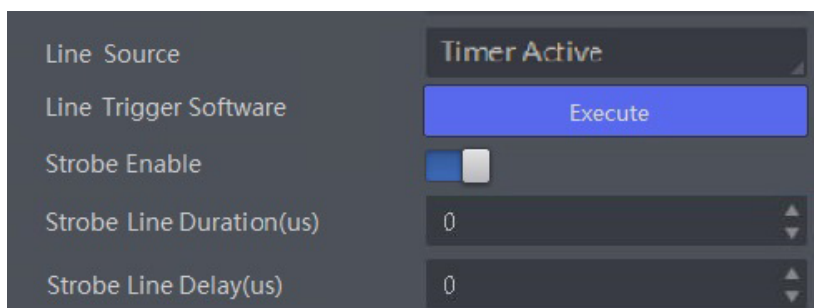 Line Source Timer Active
Line Trigger Software Execute
Strobe Enable
Strobe Line Duration(us) 0
Strobe Line Delay(us) 0